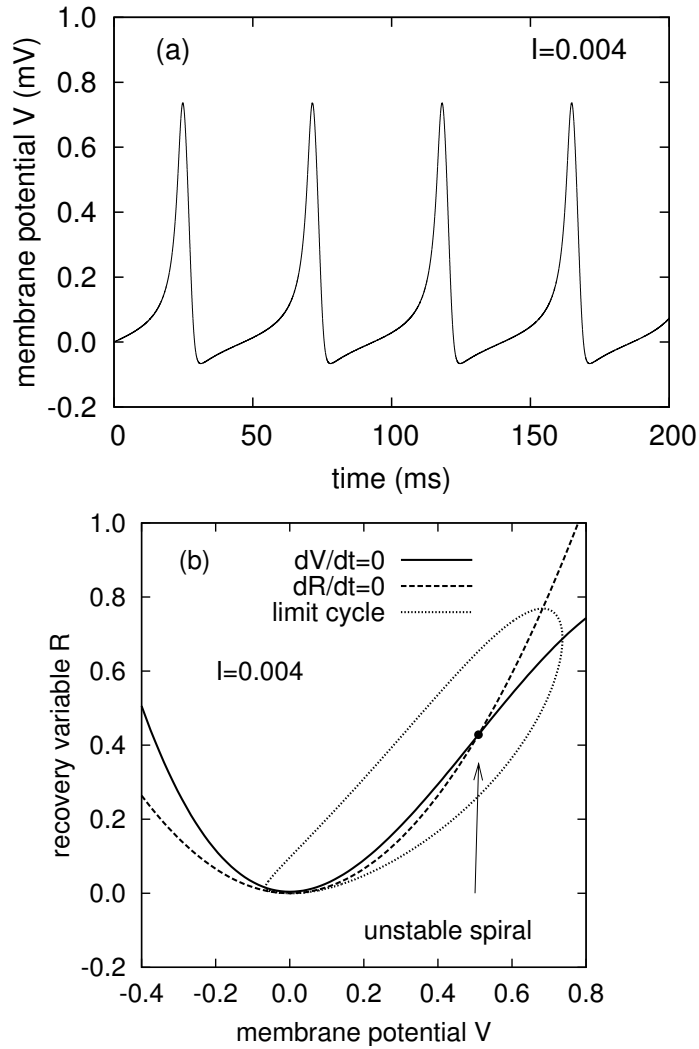 1.0
(a)
I=0.004
0.8
0.6
0.4
0.2
0.0
-0.2
membrane potential V (mV)
0 50 100 150 200
time (ms)
1.0
(b)
dV/dt=0
dR/dt=0
limit cycle
0.8
I=0.004
0.6
0.4
0.2
0.0
-0.2
recovery variable R
unstable spiral
-0.4 -0.2 0.0 0.2 0.4 0.6 0.8
membrane potential V